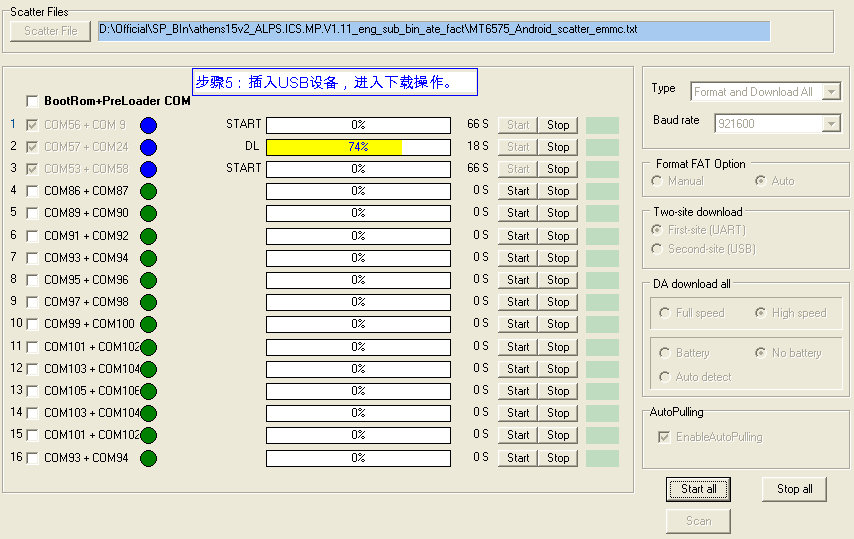 Scatter Files
Scatter File D:\Official\SP_BIn\athens15v2_ALPS.ICS.MP.V1.11_eng_sub_bin_ate_fact\MT6575_Android_scatter_emmc.txt
步骤5：插入USB设备，进入下载操作。
BootRom+PreLoader COM
1 COM56 + COM 9 START 0% 66 S Start Stop
2 COM57 + COM24 DL 74% 18 S Start Stop
3 COM53 + COM58 START 0% 66 S Start Stop
4 COM86 + COM87 0% 0 S Start Stop
5 COM89 + COM90 0% 0 S Start Stop
6 COM91 + COM92 0% 0 S Start Stop
7 COM93 + COM94 0% 0 S Start Stop
8 COM95 + COM96 0% 0 S Start Stop
9 COM97 + COM98 0% 0 S Start Stop
10 COM99 + COM100 0% 0 S Start Stop
11 COM101 + COM102 0% 0 S Start Stop
12 COM103 + COM104 0% 0 S Start Stop
13 COM105 + COM106 0% 0 S Start Stop
14 COM103 + COM104 0% 0 S Start Stop
15 COM101 + COM102 0% 0 S Start Stop
16 COM93 + COM94 0% 0 S Start Stop
Type Format and Download All
Baud rate 921600
Format FAT Option
Manual Auto
Two-site download
First-site (UART)
Second-site (USB)
DA download all
Full speed High speed
Battery No battery
Auto detect
AutoPulling
EnableAutoPulling
Start all Stop all
Scan